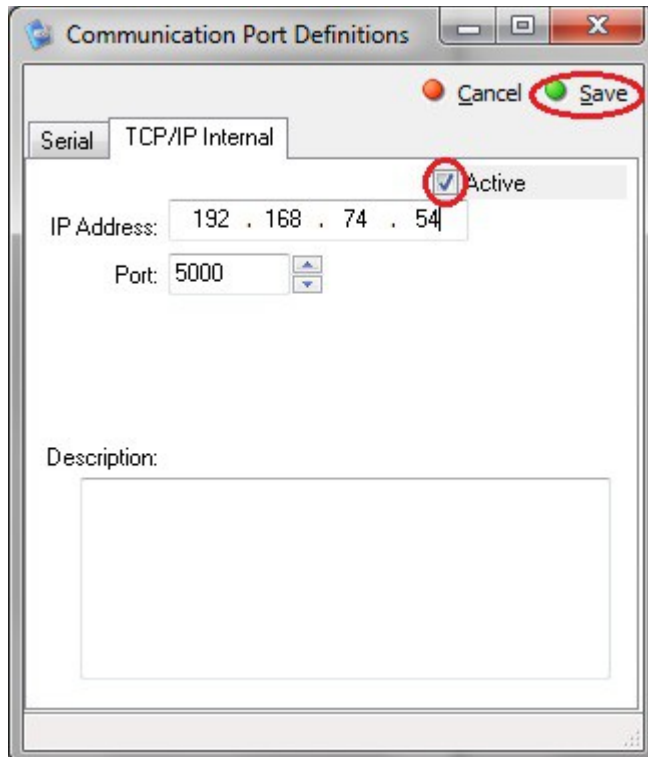 Communication Port Definitions
Cancel Save
Serial TCP/IP Internal
Active
IP Address: 192 . 168 . 74 . 54
Port: 5000
Description: